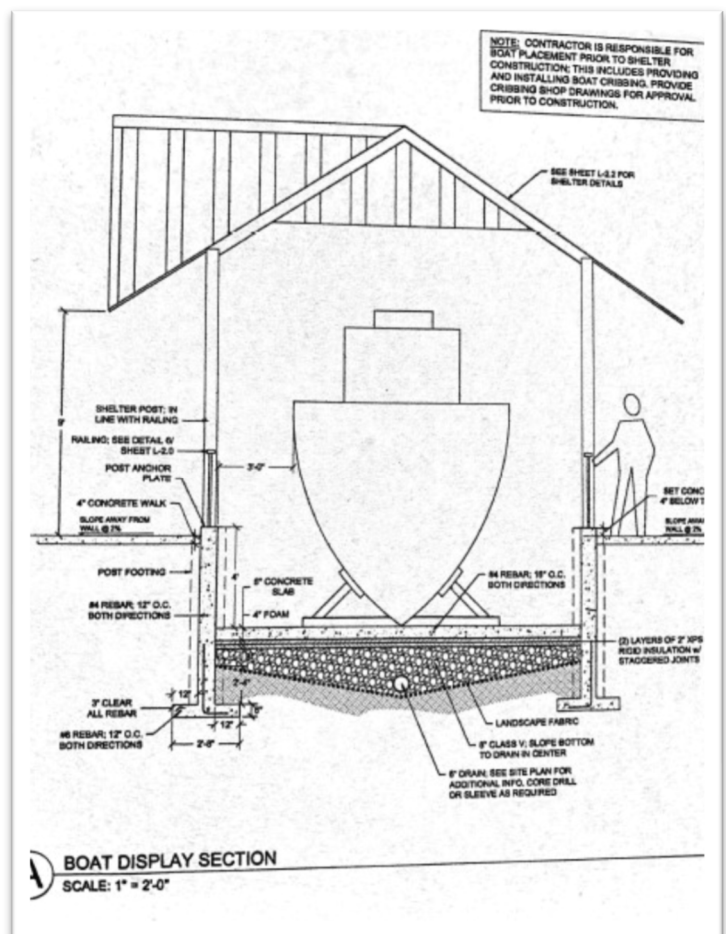 NOTE: CONTRACTOR IS RESPONSIBLE FOR
BOAT PLACEMENT PRIOR TO SHELTER
CONSTRUCTION; THIS INCLUDES PROVIDING
AND INSTALLING BOAT CRIBBING. PROVIDE
CRIBBING SHOP DRAWINGS FOR APPROVAL
PRIOR TO CONSTRUCTION.
SEE SHEET L-2.2 FOR
SHELTER DETAILS
9'
SHELTER POST; IN
LINE WITH RAILING
RAILING; SEE DETAIL 6/
SHEET L-2.0
POST ANCHOR
PLATE
3'-0"
4" CONCRETE WALK
SLOPE AWAY FROM
WALL @ 2%
SET CONC
4" BELOW T
SLOPE AWAY
WALL @ 2%
POST FOOTING
4'
#4 REBAR; 12" O.C.
BOTH DIRECTIONS
CONCRETE
SLAB
4" FOAM
#4 REBAR; 18" O.C.
BOTH DIRECTIONS
(2) LAYERS OF 2" XPS
RIGID INSULATION w/
STAGGERED JOINTS
12"
3" CLEAR
ALL REBAR
#6 REBAR; 12" O.C.
BOTH DIRECTIONS
12"
LANDSCAPE FABRIC
CLASS V; SLOPE BOTTOM
TO DRAIN IN CENTER
6" DRAIN; SEE SITE PLAN FOR
ADDITIONAL INFO. CORE DRILL
OR SLEEVE AS REQUIRED
A
BOAT DISPLAY SECTION
SCALE: 1" = 2'-0"